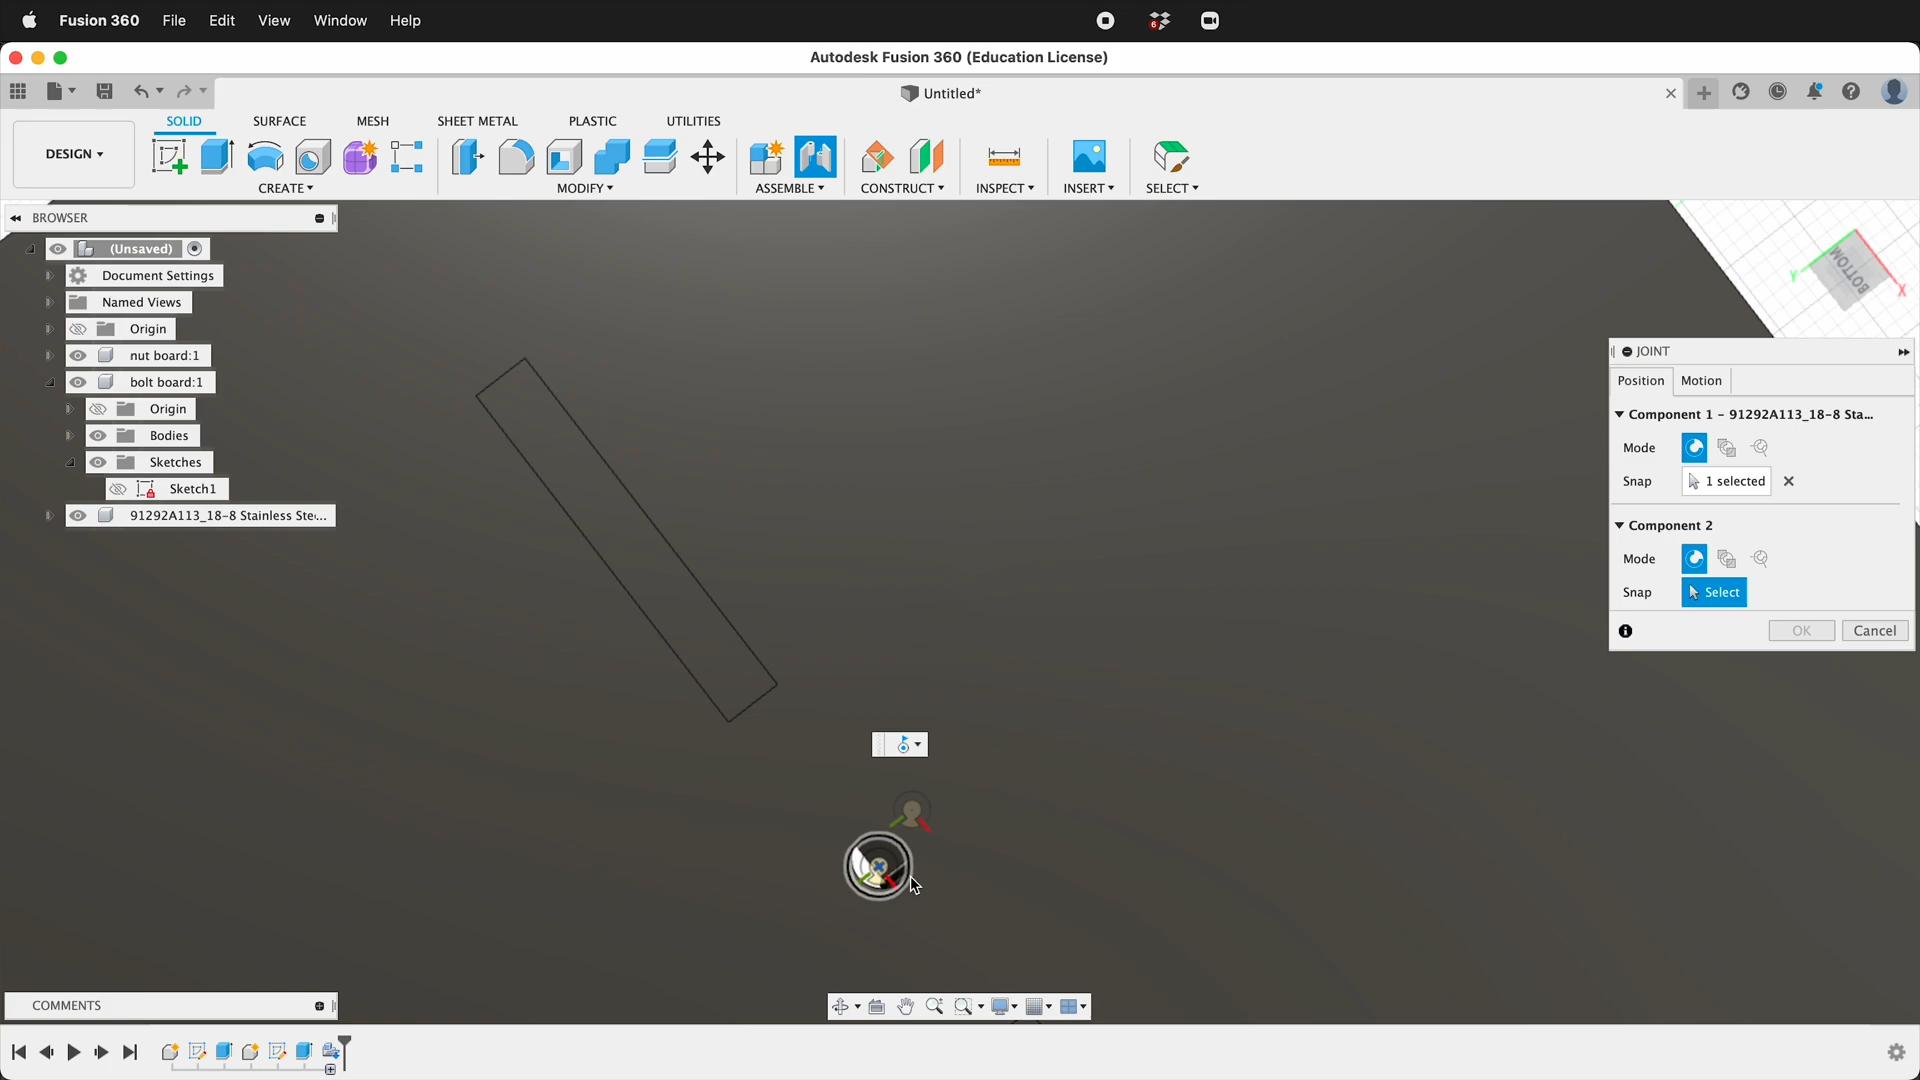 Fusion 360 File Edit View Window Help
6
Autodesk Fusion 360 (Education License)
Untitled*
SOLID SURFACE MESH SHEET METAL PLASTIC UTILITIES
DESIGN
CREATE MODIFY ASSEMBLE CONSTRUCT INSPECT INSERT SELECT
BROWSER
(Unsaved)
Document Settings
Named Views
Origin
nut board:1
bolt board:1
Origin
Bodies
Sketches
Sketch1
91292A113_18-8 Stainless Ste...
BOTTOM
Y
X
JOINT
Position Motion
Component 1 - 91292A113_18-8 Sta...
Mode
Snap 1 selected
Component 2
Mode
Snap Select
OK Cancel
COMMENTS